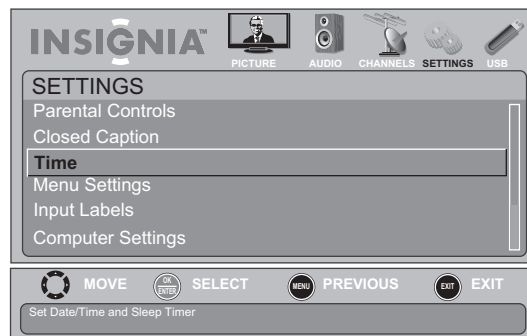 INSIGNIA™
PICTURE AUDIO CHANNELS SETTINGS USB
SETTINGS
Parental Controls
Closed Caption
Time
Menu Settings
Input Labels
Computer Settings
MOVE OK ENTER SELECT MENU PREVIOUS EXIT EXIT
Set Date/Time and Sleep Timer